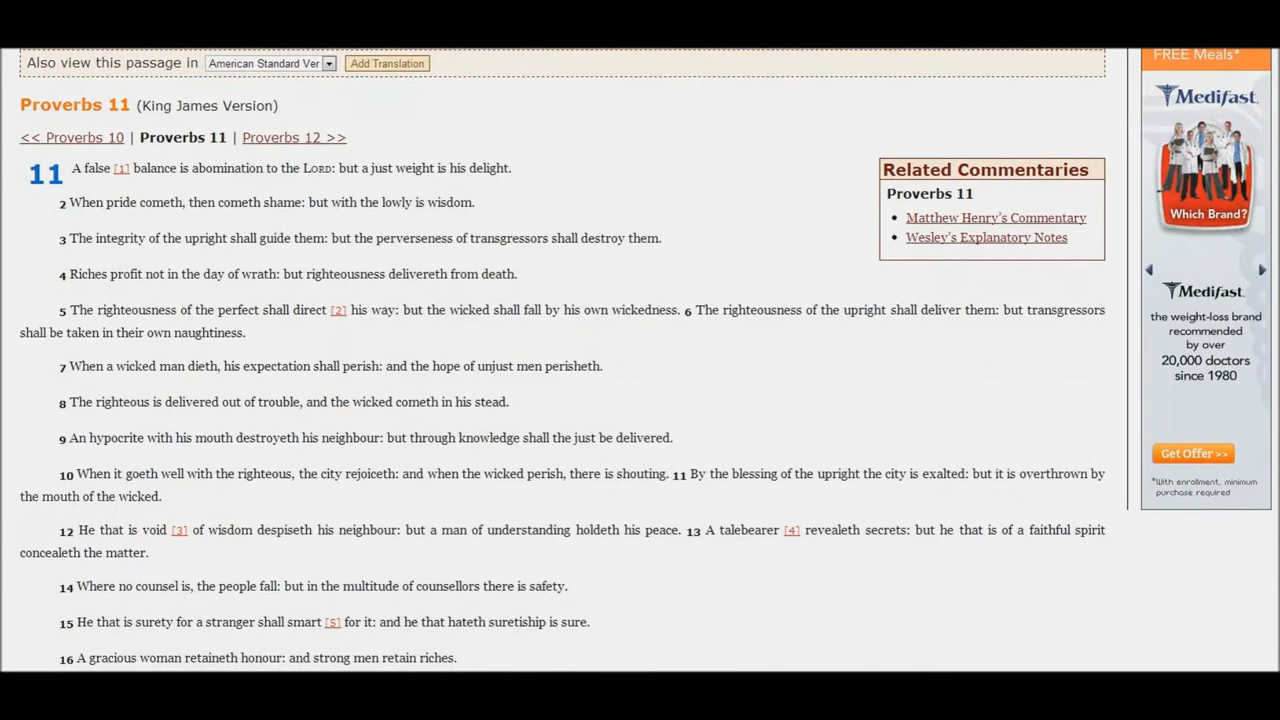 Also view this passage in American Standard Ver Add Translation
Proverbs 11 (King James Version)
<< Proverbs 10 | Proverbs 11 | Proverbs 12 >>
11 A false [1] balance is abomination to the LORD: but a just weight is his delight.
2 When pride cometh, then cometh shame: but with the lowly is wisdom.
3 The integrity of the upright shall guide them: but the perverseness of transgressors shall destroy them.
4 Riches profit not in the day of wrath: but righteousness delivereth from death.
5 The righteousness of the perfect shall direct [2] his way: but the wicked shall fall by his own wickedness. 6 The righteousness of the upright shall deliver them: but transgressors
shall be taken in their own naughtiness.
7 When a wicked man dieth, his expectation shall perish: and the hope of unjust men perisheth.
8 The righteous is delivered out of trouble, and the wicked cometh in his stead.
9 An hypocrite with his mouth destroyeth his neighbour: but through knowledge shall the just be delivered.
10 When it goeth well with the righteous, the city rejoiceth: and when the wicked perish, there is shouting. 11 By the blessing of the upright the city is exalted: but it is overthrown by
the mouth of the wicked.
12 He that is void [3] of wisdom despiseth his neighbour: but a man of understanding holdeth his peace. 13 A talebearer [4] revealeth secrets: but he that is of a faithful spirit
concealeth the matter.
14 Where no counsel is, the people fall: but in the multitude of counsellors there is safety.
15 He that is surety for a stranger shall smart [5] for it: and he that hateth suretiship is sure.
16 A gracious woman retaineth honour: and strong men retain riches.
Related Commentaries
Proverbs 11
Matthew Henry's Commentary
Wesley's Explanatory Notes
FREE Meals*
Medifast
Which Brand?
Medifast
the weight-loss brand
recommended
by over
20,000 doctors
since 1980
Get Offer >>
*With enrollment, minimum
purchase required